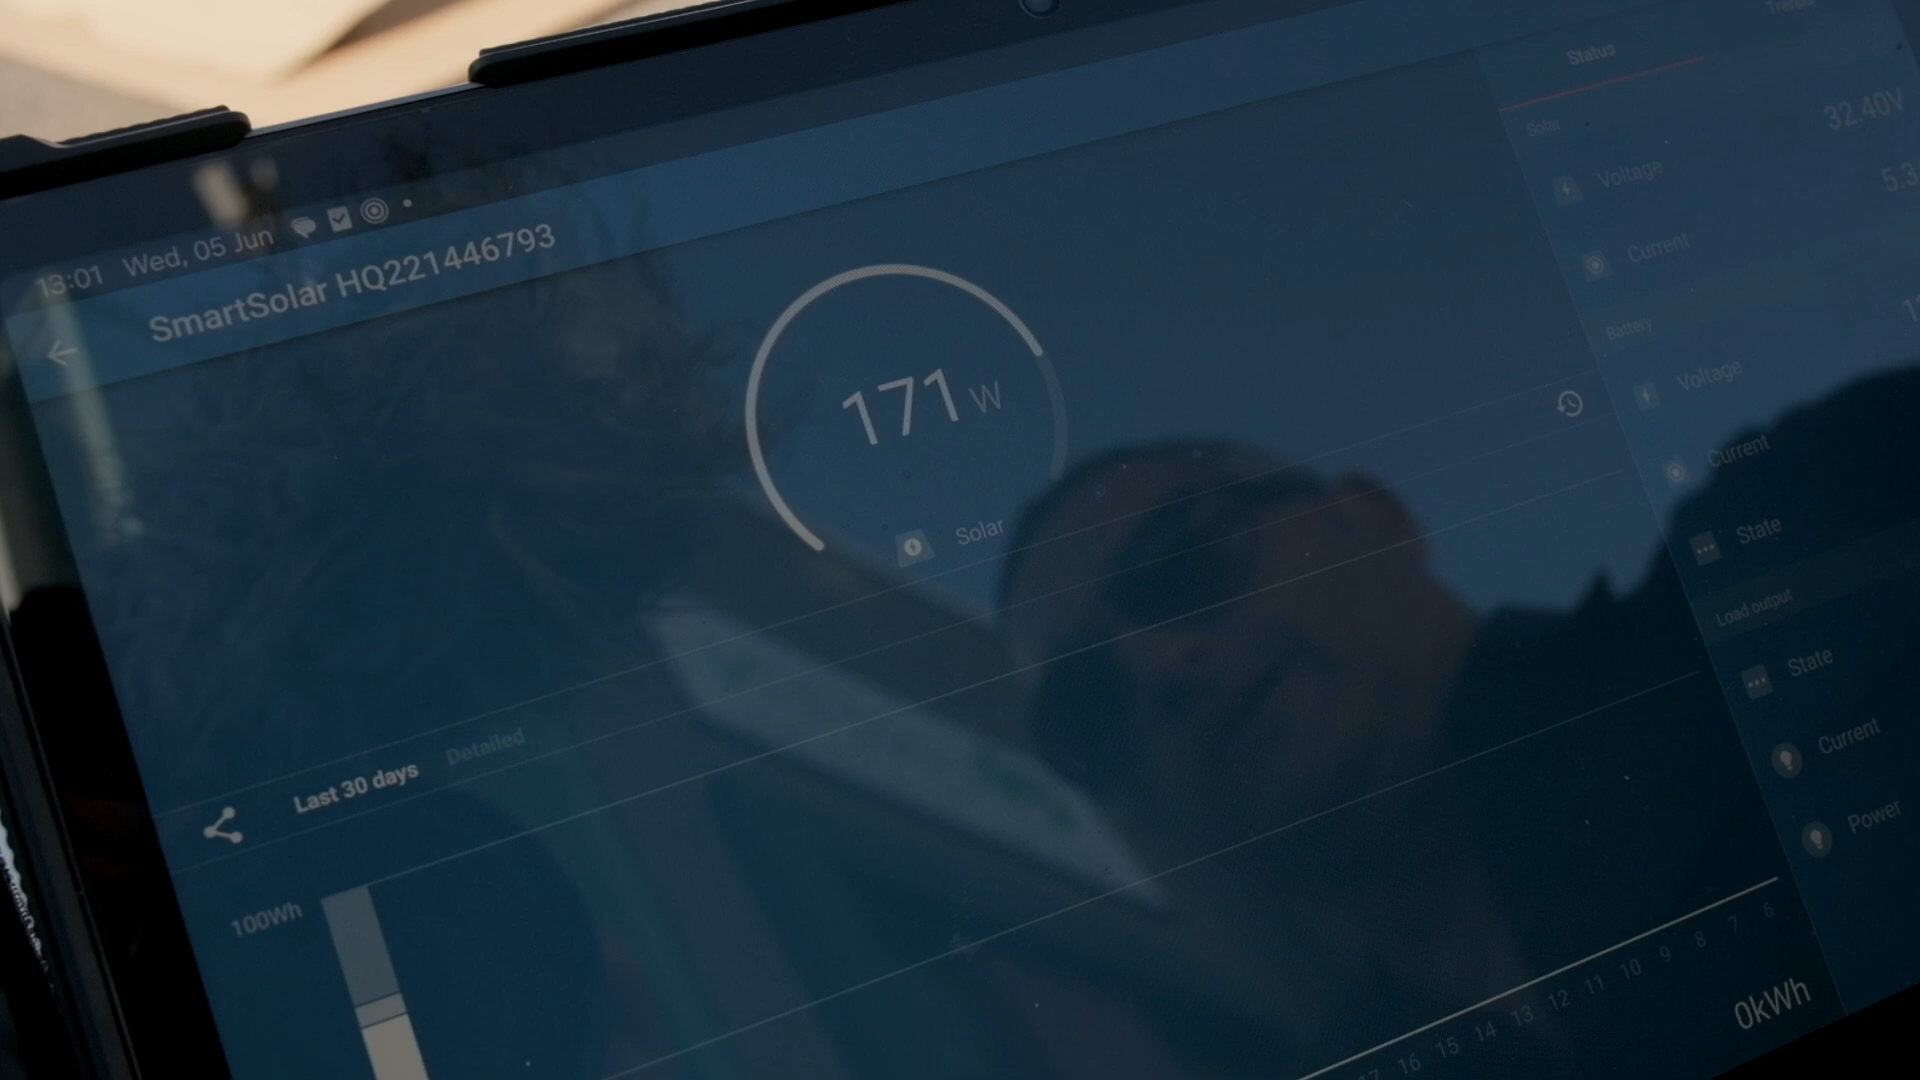 13:01 Wed, 05 Jun
SmartSolar HQ221446793
171 W
Solar
Last 30 days
Detailed
100Wh
17 16 15 14 13 12 11 10 9 8 7 6
0kWh
Status
Solar
Voltage 32.40V
Current
Battery
Voltage
Current
State
Load output
State
Current
Power